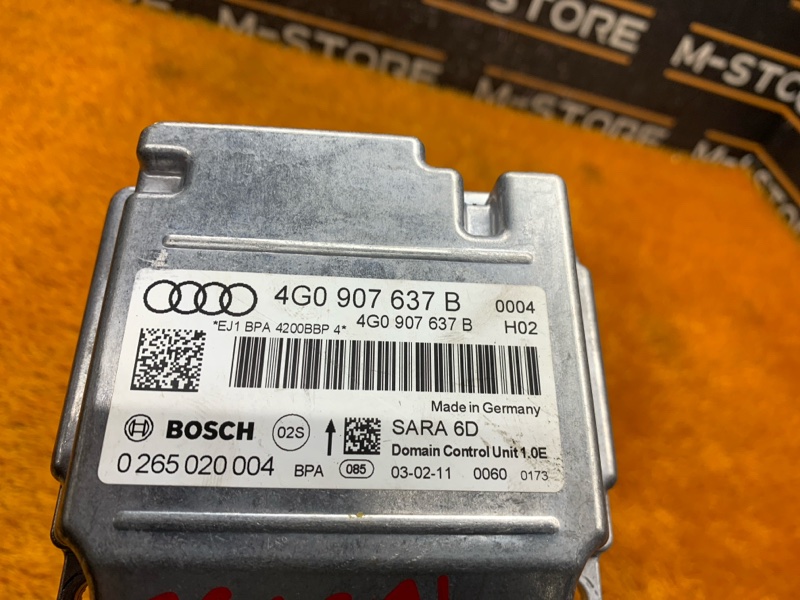 M-STORE
M-STORE
M-STORE
4G0 907 637 B
0004
*EJ1 BPA 4200BBP 4*
4G0 907 637 B
H02
Made in Germany
BOSCH
02S
SARA 6D
Domain Control Unit 1.0E
0 265 020 004
BPA
085
03-02-11
0060
0173